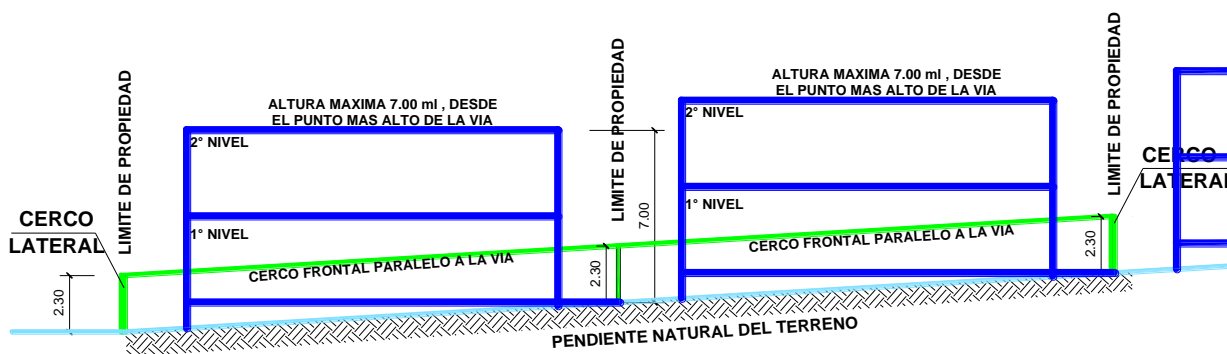 LIMITE DE PROPIEDAD
CERCO
LATERAL
2.30
ALTURA MAXIMA 7.00 ml , DESDE
EL PUNTO MAS ALTO DE LA VIA
2° NIVEL
1° NIVEL
CERCO FRONTAL PARALELO A LA VIA
2.30
LIMITE DE PROPIEDAD
7.00
ALTURA MAXIMA 7.00 ml , DESDE
EL PUNTO MAS ALTO DE LA VIA
2° NIVEL
1° NIVEL
CERCO FRONTAL PARALELO A LA VIA
2.30
LIMITE DE PROPIEDAD
CERCO
LATERAL
PENDIENTE NATURAL DEL TERRENO